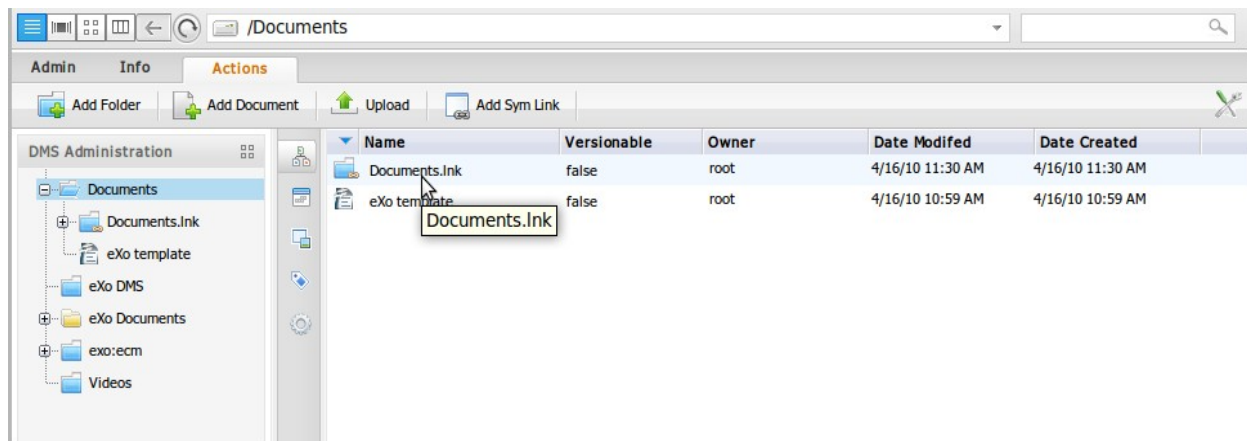 /Documents
Admin Info Actions
Add Folder Add Document Upload Add Sym Link
DMS Administration
Documents
Documents.lnk
eXo template
eXo DMS
eXo Documents
exo:ecm
Videos
Name Versionable Owner Date Modifed Date Created
Documents.lnk false root 4/16/10 11:30 AM 4/16/10 11:30 AM
eXo template false root 4/16/10 10:59 AM 4/16/10 10:59 AM
Documents.lnk